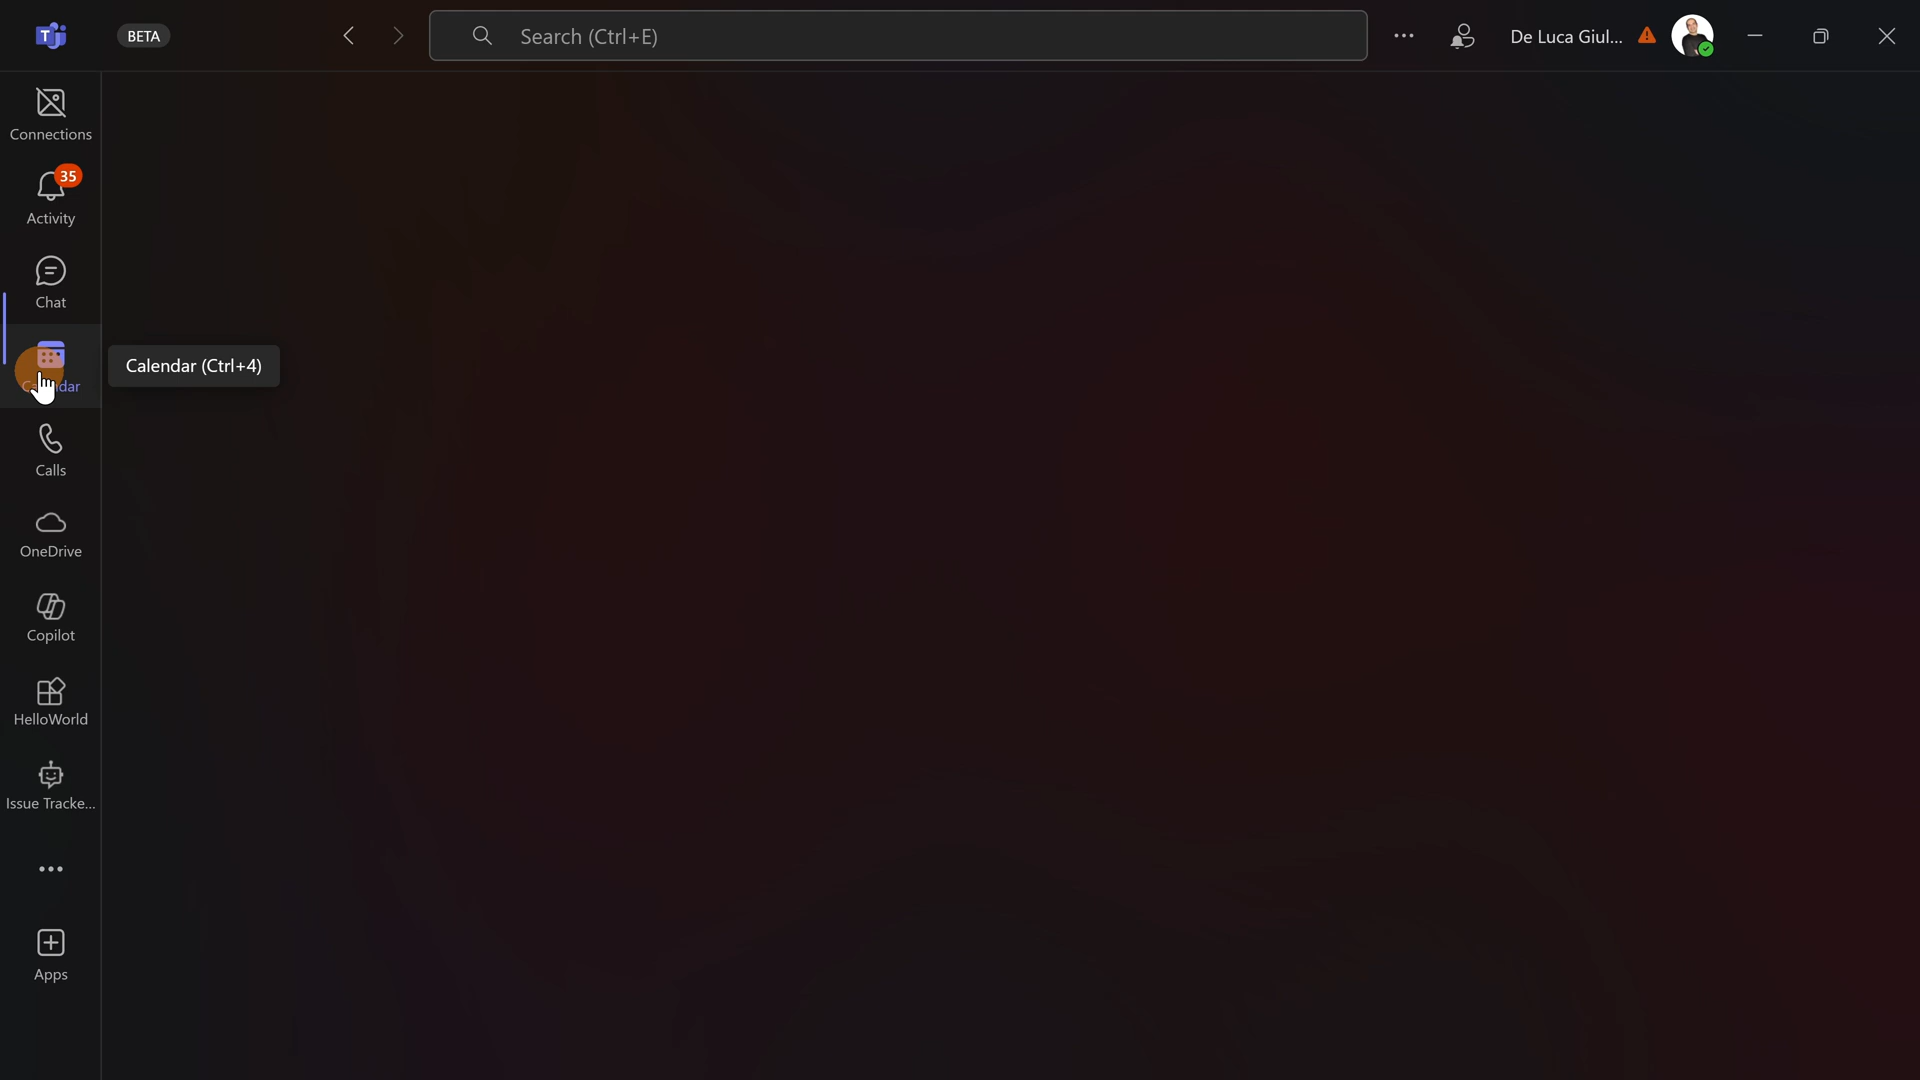 BETA
Search (Ctrl+E)
De Luca Giul...
Connections
35
Activity
Chat
Calendar (Ctrl+4)
Calls
OneDrive
Copilot
HelloWorld
Issue Tracke...
Apps